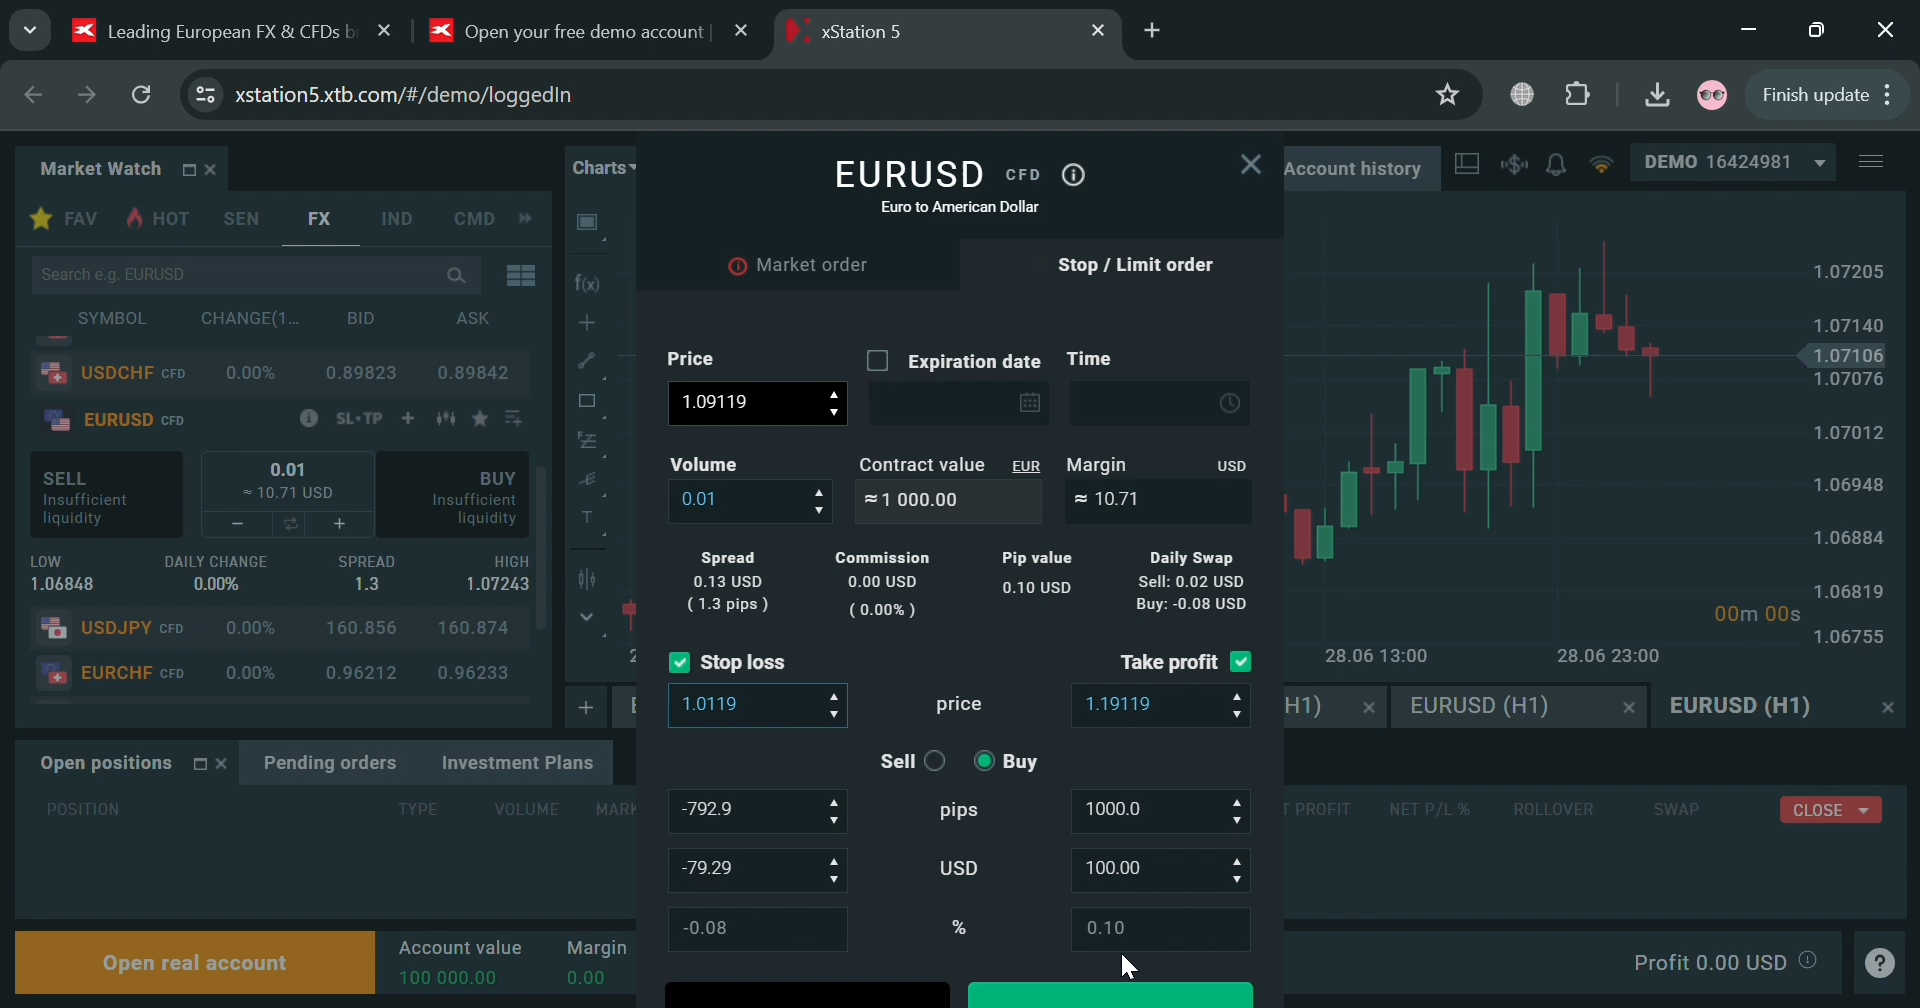 Leading European FX & CFDs b
Open your free demo account
xStation 5
xstation5.xtb.com/#/demo/loggedIn
Finish update
Market Watch
FAV HOT SEN FX IND CMD
Search e.g. EURUSD
SYMBOL CHANGE(1... BID ASK
USDCHF CFD 0.00% 0.89823 0.89842
EURUSD CFD SL•TP
SELL Insufficient liquidity
0.01
≈ 10.71 USD
BUY Insufficient liquidity
LOW DAILY CHANGE SPREAD HIGH
1.06848 0.00% 1.3 1.07243
USDJPY CFD 0.00% 160.856 160.874
EURCHF CFD 0.00% 0.96212 0.96233
Charts
f(x)
T
EURUSD CFD
Euro to American Dollar
Market order
Stop / Limit order
Price Expiration date Time
1.09119
Volume Contract value EUR Margin USD
0.01 ≈ 1 000.00 ≈ 10.71
Spread Commission Pip value Daily Swap
0.13 USD 0.00 USD 0.10 USD Sell: 0.02 USD
( 1.3 pips ) ( 0.00% ) Buy: -0.08 USD
Stop loss Take profit
1.0119 price 1.19119
Sell Buy
-792.9 pips 1000.0
-79.29 USD 100.00
-0.08 % 0.10
Account history
DEMO 16424981
1.07205
1.07140
1.07106
1.07076
1.07012
1.06948
1.06884
1.06819
00m 00s
1.06755
28.06 13:00 28.06 23:00
H1) EURUSD (H1) EURUSD (H1)
Open positions Pending orders Investment Plans
POSITION TYPE VOLUME MARK
T PROFIT NET P/L % ROLLOVER SWAP CLOSE
Open real account
Account value Margin
100 000.00 0.00
Profit 0.00 USD